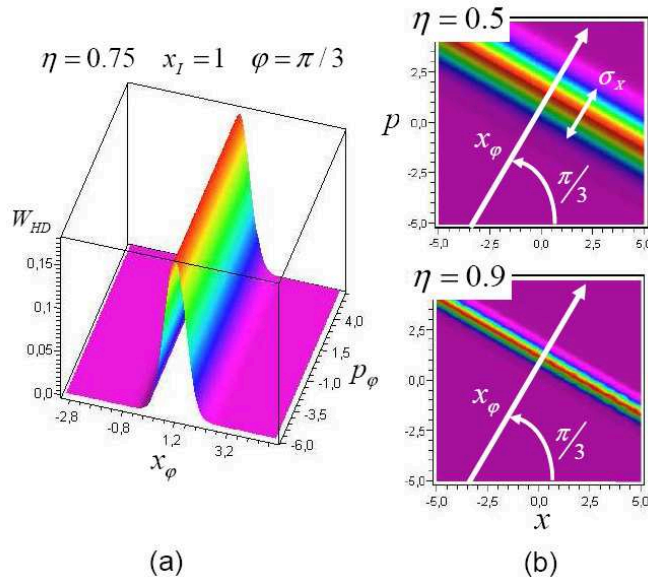 η = 0.75 x_I = 1 φ = π/3
W_HD
0,15
0,10
0,05
0,0
-2,8
-0,8
1,2
3,2
x_φ
-6,0
-3,5
-1,0
1,5
4,0
p_φ
(a)
η = 0.5
p
2,5
0,0
-2,5
-5,0
σ_x
x_φ
π/3
-5,0 -2,5 0,0 2,5 5,0
η = 0.9
2,5
0,0
-2,5
-5,0
x_φ
π/3
-5,0 -2,5 0,0 2,5 5,0
x
(b)